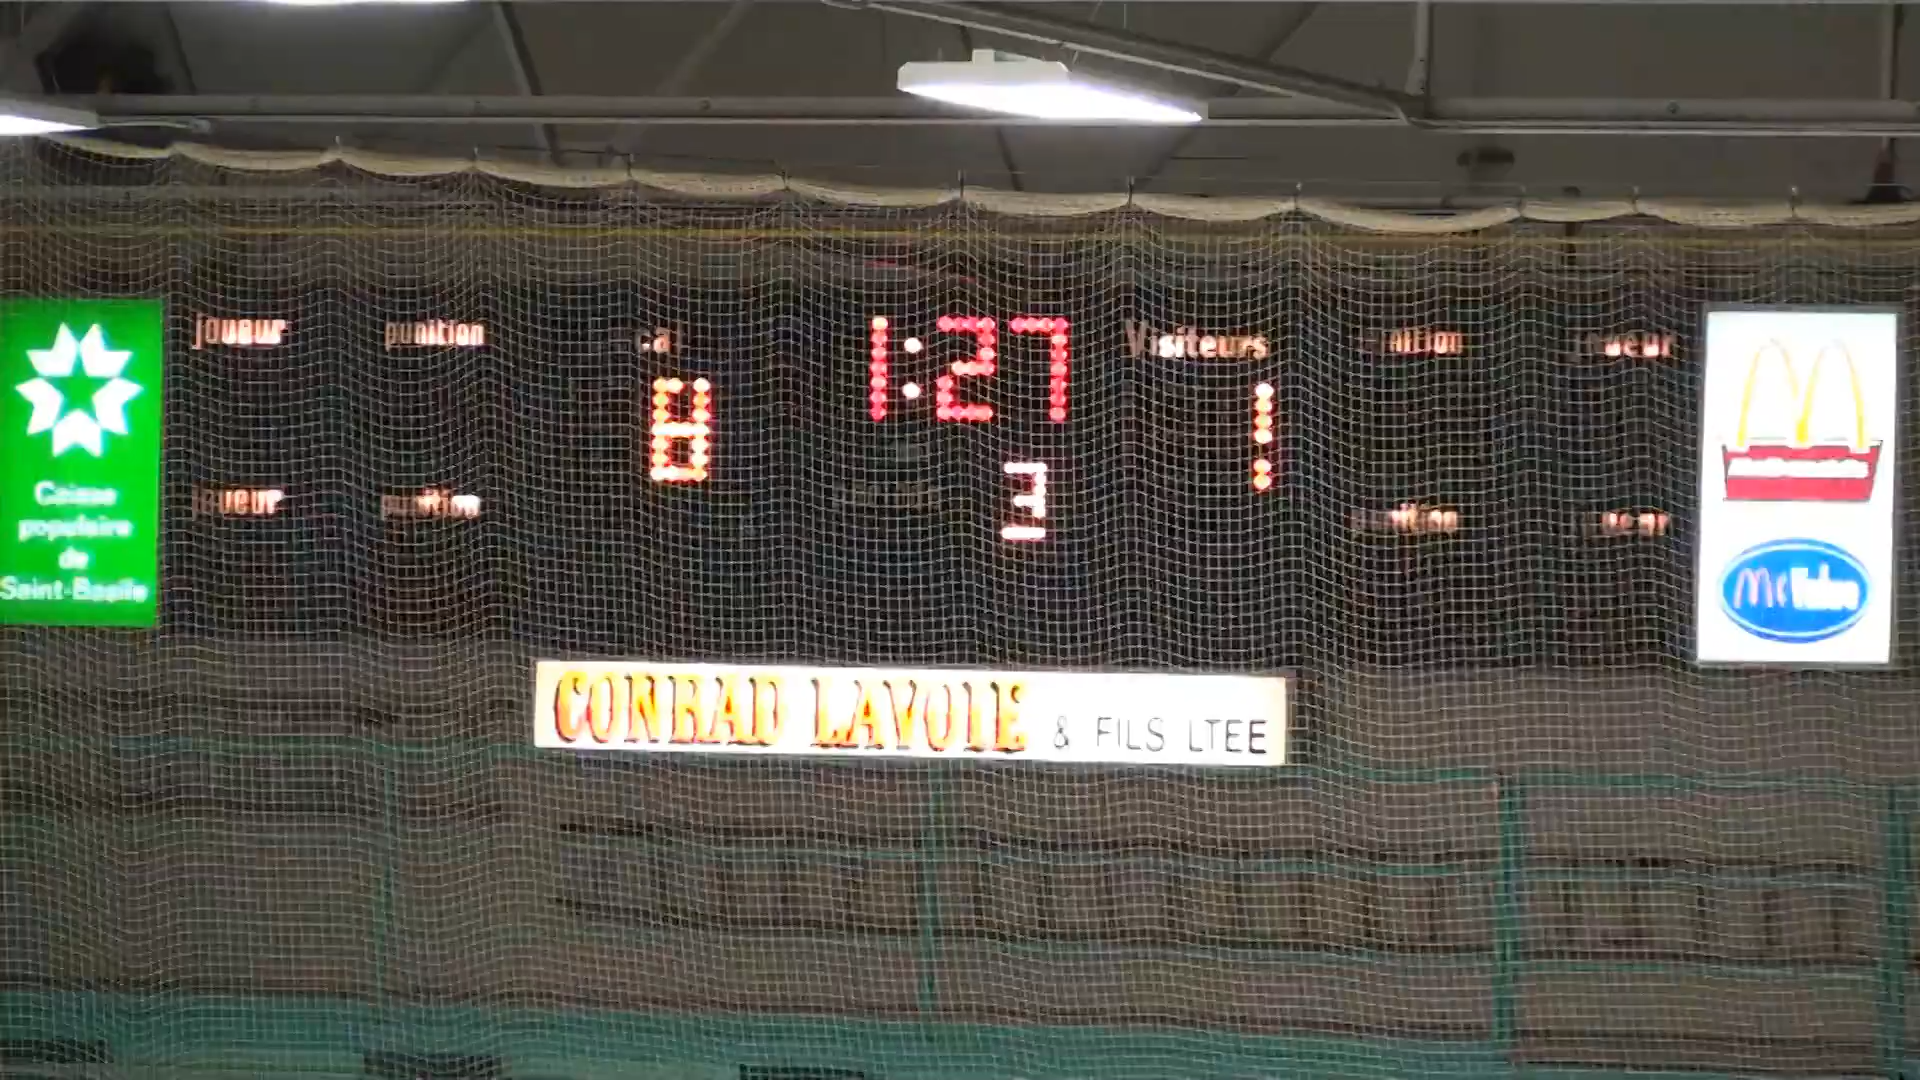 joueur punition 1:27 Visiteurs
8 1
3
joueur punition punition
Caisse
populaire
de
Saint-Basile
CONRAD LAVOIE & FILS LTEE